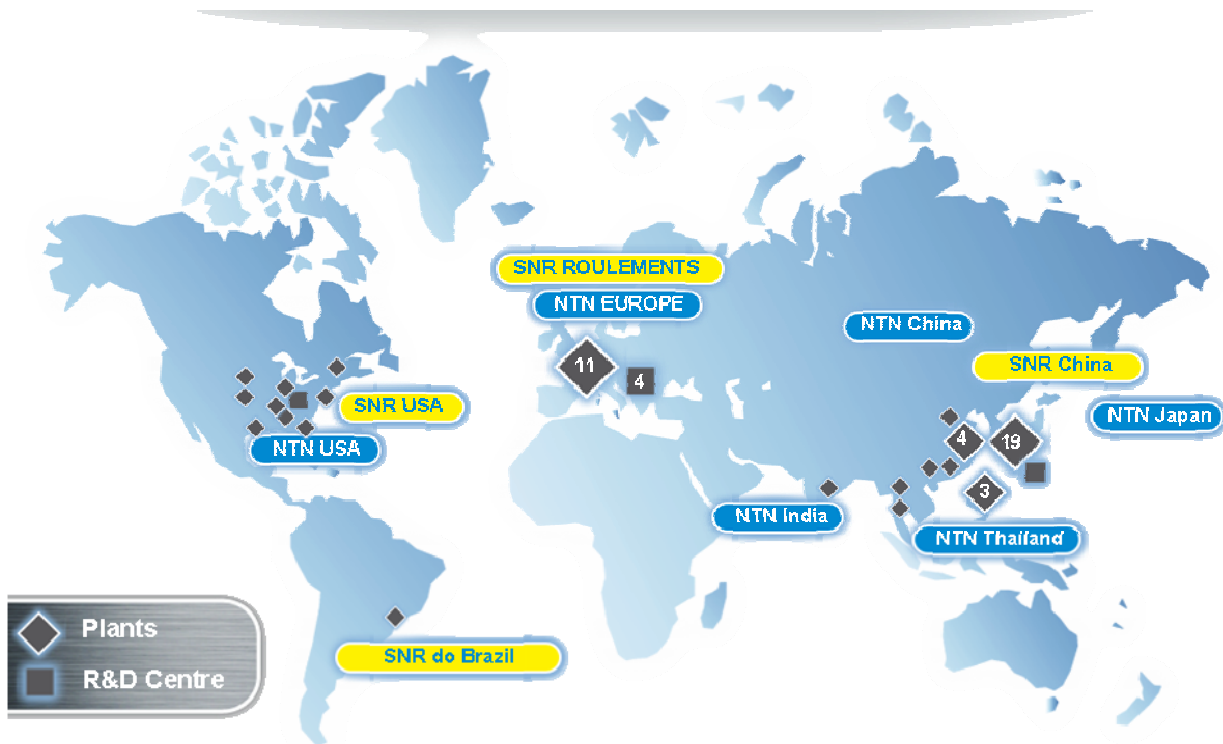 SNR ROULEMENTS
NTN EUROPE
NTN China
11
4
SNR China
SNR USA
NTN Japan
NTN USA
4
19
3
NTN India
NTN Thailand
Plants
SNR do Brazil
R&D Centre